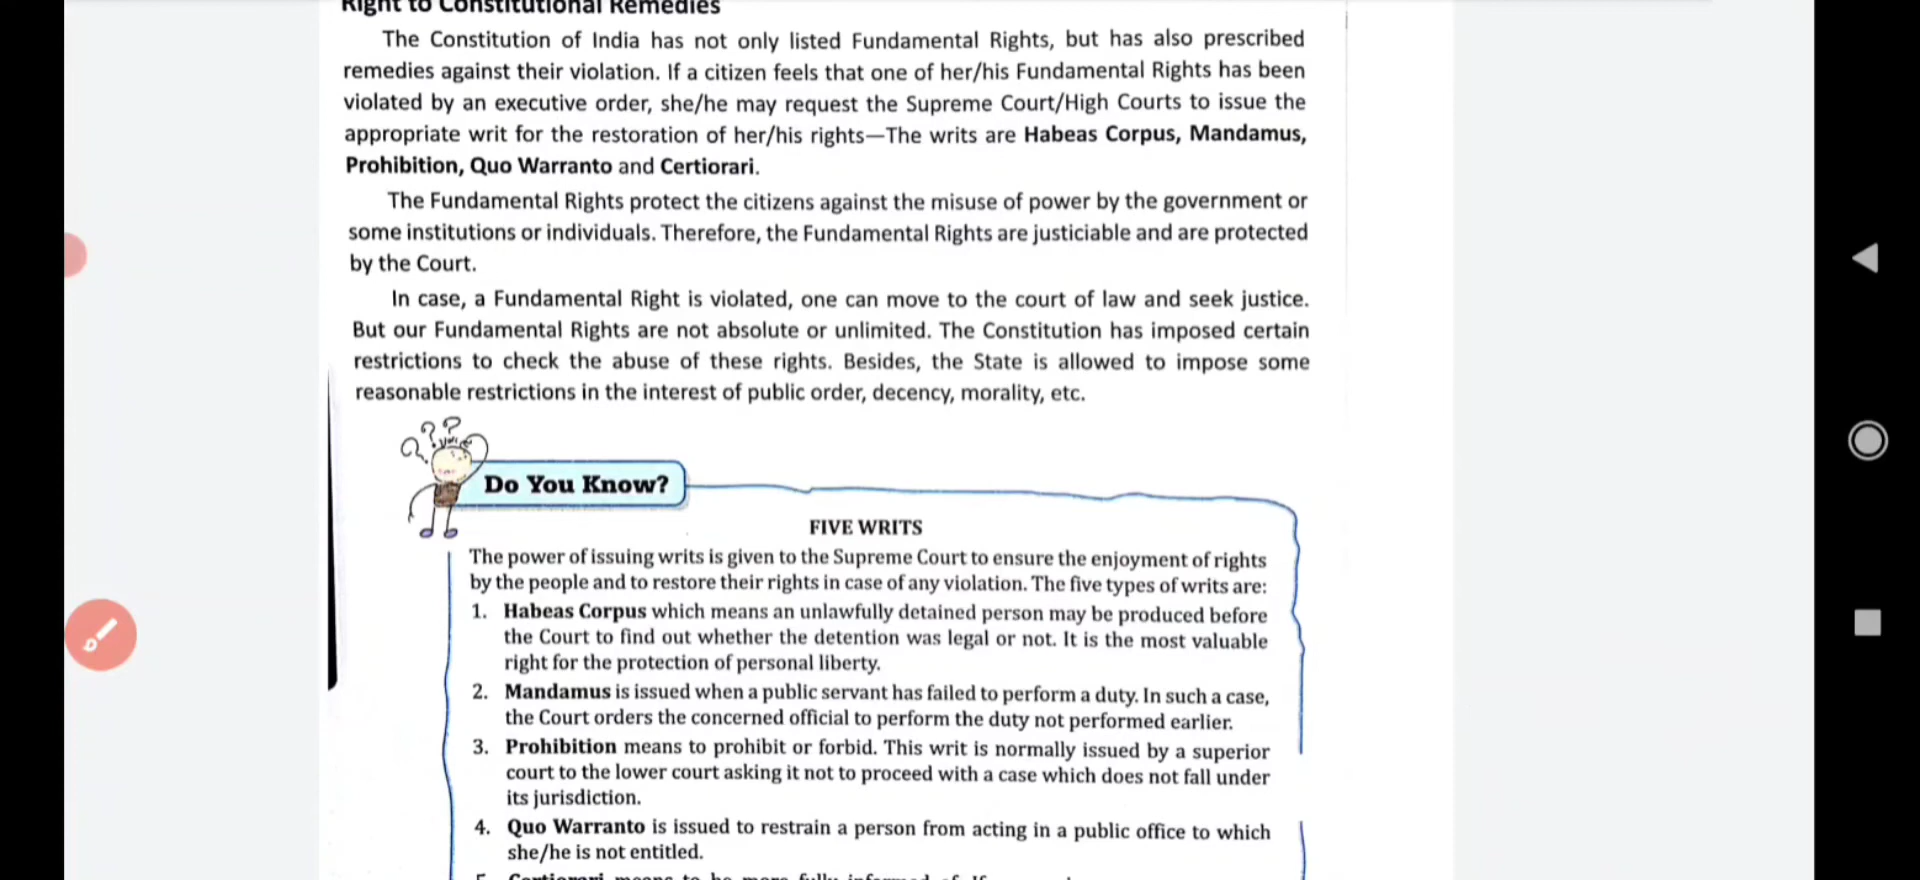 Right to Constitutional Remedies
The Constitution of India has not only listed Fundamental Rights, but has also prescribed
remedies against their violation. If a citizen feels that one of her/his Fundamental Rights has been
violated by an executive order, she/he may request the Supreme Court/High Courts to issue the
appropriate writ for the restoration of her/his rights—The writs are Habeas Corpus, Mandamus,
Prohibition, Quo Warranto and Certiorari.
The Fundamental Rights protect the citizens against the misuse of power by the government or
some institutions or individuals. Therefore, the Fundamental Rights are justiciable and are protected
by the Court.
In case, a Fundamental Right is violated, one can move to the court of law and seek justice.
But our Fundamental Rights are not absolute or unlimited. The Constitution has imposed certain
restrictions to check the abuse of these rights. Besides, the State is allowed to impose some
reasonable restrictions in the interest of public order, decency, morality, etc.
???
Do You Know?
FIVE WRITS
The power of issuing writs is given to the Supreme Court to ensure the enjoyment of rights
by the people and to restore their rights in case of any violation. The five types of writs are:
1. Habeas Corpus which means an unlawfully detained person may be produced before
the Court to find out whether the detention was legal or not. It is the most valuable
right for the protection of personal liberty.
2. Mandamus is issued when a public servant has failed to perform a duty. In such a case,
the Court orders the concerned official to perform the duty not performed earlier.
3. Prohibition means to prohibit or forbid. This writ is normally issued by a superior
court to the lower court asking it not to proceed with a case which does not fall under
its jurisdiction.
4. Quo Warranto is issued to restrain a person from acting in a public office to which
she/he is not entitled.
5. Certiorari means to be more fully informed of. If